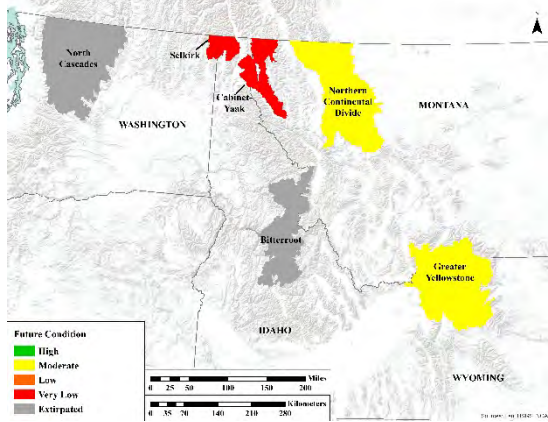 North
Cascades
Selkirk
Cabinet-
Yaak
Northern
Continental
Divide
MONTANA
WASHINGTON
Bitterroot
Greater
Yellowstone
IDAHO
WYOMING
Future Condition
High
Moderate
Low
Very Low
Extirpated
Miles
0 25 50 100 150 200
Kilometers
0 35 70 140 210 280